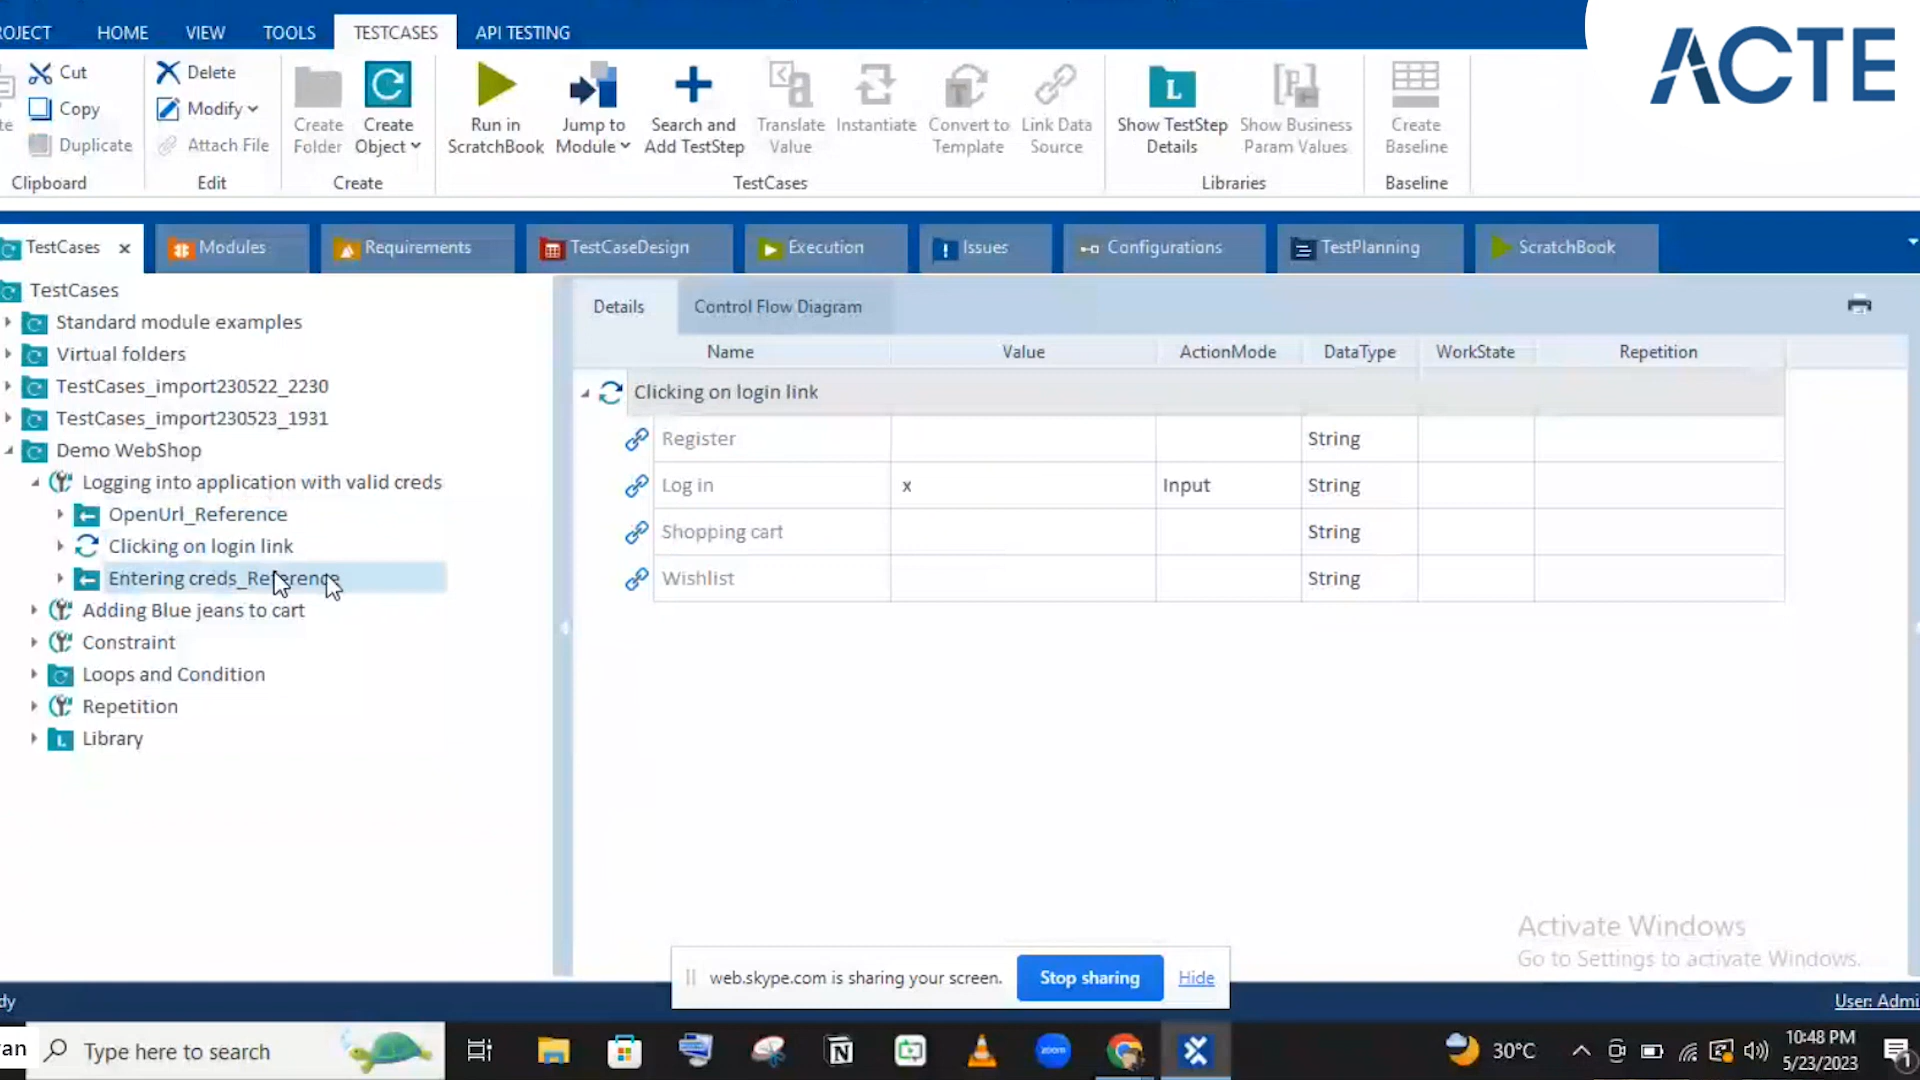 ROJECT HOME VIEW TOOLS TESTCASES API TESTING
ACTE
Cut
Copy
Duplicate
Clipboard
Delete
Modify
Attach File
Edit
Create Folder
Create Object
Create
Run in ScratchBook
Jump to Module
Search and Add TestStep
Translate Value
Instantiate
Convert to Template
Link Data Source
TestCases
Show TestStep Details
Show Business Param Values
Libraries
Create Baseline
Baseline
TestCases × Modules Requirements TestCaseDesign Execution Issues Configurations TestPlanning ScratchBook
TestCases
Standard module examples
Virtual folders
TestCases_import230522_2230
TestCases_import230523_1931
Demo WebShop
Logging into application with valid creds
OpenUrl_Reference
Clicking on login link
Entering creds_Reference
Adding Blue jeans to cart
Constraint
Loops and Condition
Repetition
Library
Details Control Flow Diagram
Name Value ActionMode DataType WorkState Repetition
Clicking on login link
Register String
Log in x Input String
Shopping cart String
Wishlist String
Activate Windows
Go to Settings to activate Windows.
web.skype.com is sharing your screen. Stop sharing Hide
dy
User: Admi
van
Type here to search
zoom
30°C
10:48 PM
5/23/2023
1